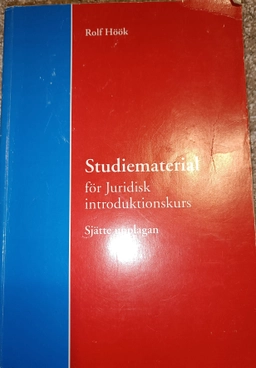 Rolf Höök
Studiematerial
för Juridisk
introduktionskurs
Sjätte upplagan